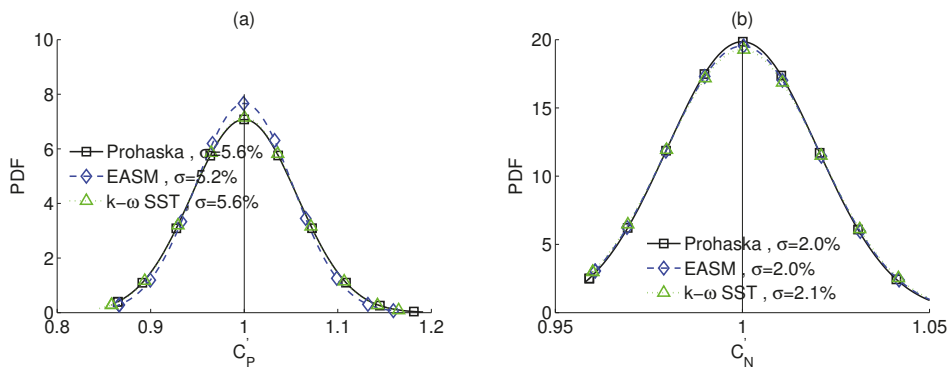 (a)
PDF
10
8
6
4
2
0
Prohaska , σ=5.6%
EASM , σ=5.2%
k−ω SST , σ=5.6%
0.8 0.9 1 1.1 1.2
C'P
(b)
PDF
20
15
10
5
0
Prohaska , σ=2.0%
EASM , σ=2.0%
k−ω SST , σ=2.1%
0.95 1 1.05
C'N